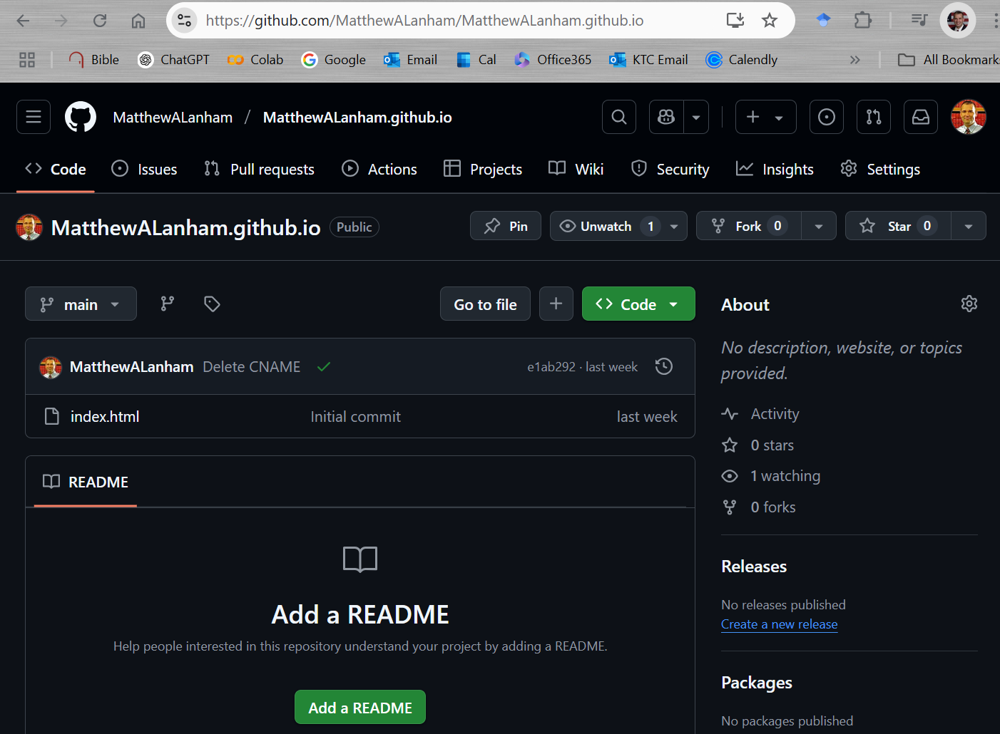 https://github.com/MatthewALanham/MatthewALanham.github.io
Bible ChatGPT Colab Google Email Cal Office365 KTC Email Calendly » All Bookmarks
MatthewALanham / MatthewALanham.github.io
Code Issues Pull requests Actions Projects Wiki Security Insights Settings
MatthewALanham.github.io Public Pin Unwatch 1 Fork 0 Star 0
main Go to file Code
MatthewALanham Delete CNAME e1ab292 · last week
index.html Initial commit last week
README
Add a README
Help people interested in this repository understand your project by adding a README.
Add a README
About
No description, website, or topics
provided.
Activity
0 stars
1 watching
0 forks
Releases
No releases published
Create a new release
Packages
No packages published